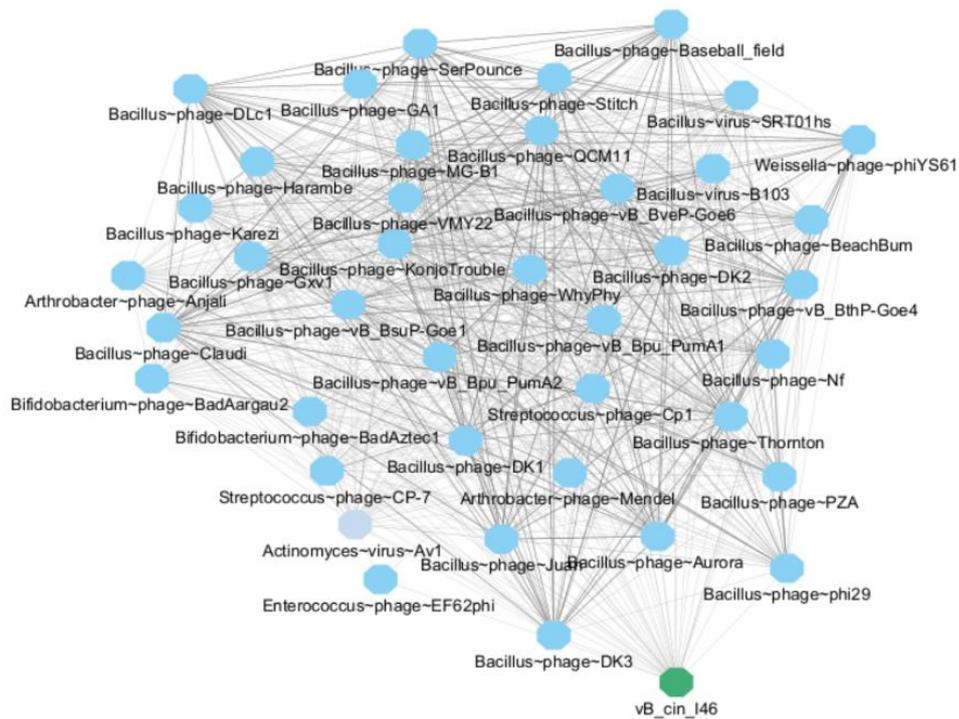 Bacillus~phage~Baseball_field
Bacillus~phage~SerPounce
Bacillus~phage~Stitch
Bacillus~phage~GA1
Bacillus~phage~DLc1
Bacillus~virus~SRT01hs
Bacillus~phage~QCM11
Weissella~phage~phiYS61
Bacillus~phage~MG-B1
Bacillus~phage~Harambe
Bacillus~virus~B103
Bacillus~phage~vB_BveP-Goe6
Bacillus~phage~VMY22
Bacillus~phage~Karezi
Bacillus~phage~BeachBum
Bacillus~phage~KonjoTrouble
Bacillus~phage~DK2
Bacillus~phage~Gxv1
Bacillus~phage~WhyPhy
Arthrobacter~phage~Anjali
Bacillus~phage~vB_BthP-Goe4
Bacillus~phage~vB_BsuP-Goe1
Bacillus~phage~vB_Bpu_PumA1
Bacillus~phage~Claudi
Bacillus~phage~Nf
Bacillus~phage~vB_Bpu_PumA2
Bifidobacterium~phage~BadAargau2
Streptococcus~phage~Cp1
Bifidobacterium~phage~BadAztec1
Bacillus~phage~Thornton
Bacillus~phage~DK1
Streptococcus~phage~CP-7
Arthrobacter~phage~Mendel
Bacillus~phage~PZA
Actinomyces~virus~Av1
Bacillus~phage~Juan
Bacillus~phage~Aurora
Bacillus~phage~phi29
Enterococcus~phage~EF62phi
Bacillus~phage~DK3
vB_cin_I46